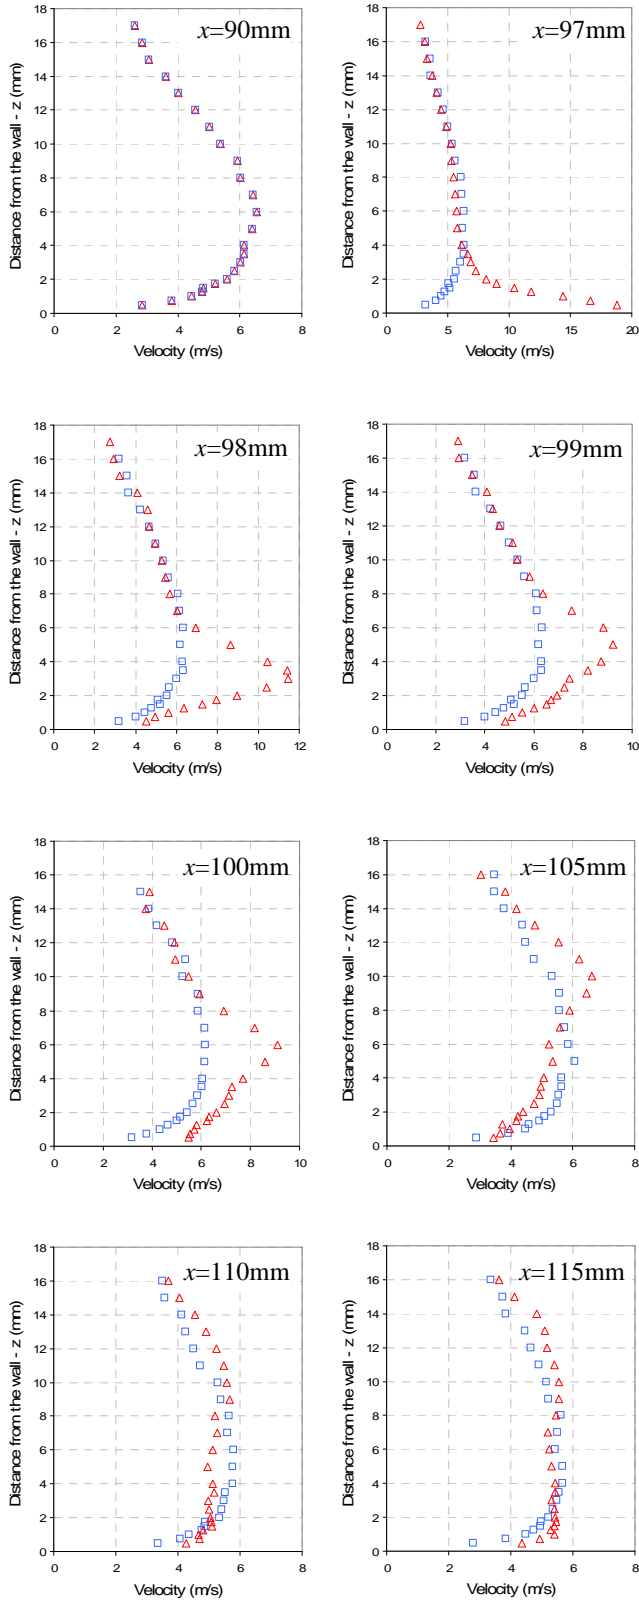 x=90mm
Distance from the wall - z (mm)
18
16
14
12
10
8
6
4
2
0
0 2 4 6 8
Velocity (m/s)
x=97mm
Distance from the wall - z (mm)
18
16
14
12
10
8
6
4
2
0
0 5 10 15 20
Velocity (m/s)
x=98mm
Distance from the wall - z (mm)
18
16
14
12
10
8
6
4
2
0
0 2 4 6 8 10 12
Velocity (m/s)
x=99mm
Distance from the wall - z (mm)
18
16
14
12
10
8
6
4
2
0
0 2 4 6 8 10
Velocity (m/s)
x=100mm
Distance from the wall - z (mm)
18
16
14
12
10
8
6
4
2
0
0 2 4 6 8 10
Velocity (m/s)
x=105mm
Distance from the wall - z (mm)
18
16
14
12
10
8
6
4
2
0
0 2 4 6 8
Velocity (m/s)
x=110mm
Distance from the wall - z (mm)
18
16
14
12
10
8
6
4
2
0
0 2 4 6 8
Velocity (m/s)
x=115mm
Distance from the wall - z (mm)
18
16
14
12
10
8
6
4
2
0
0 2 4 6 8
Velocity (m/s)